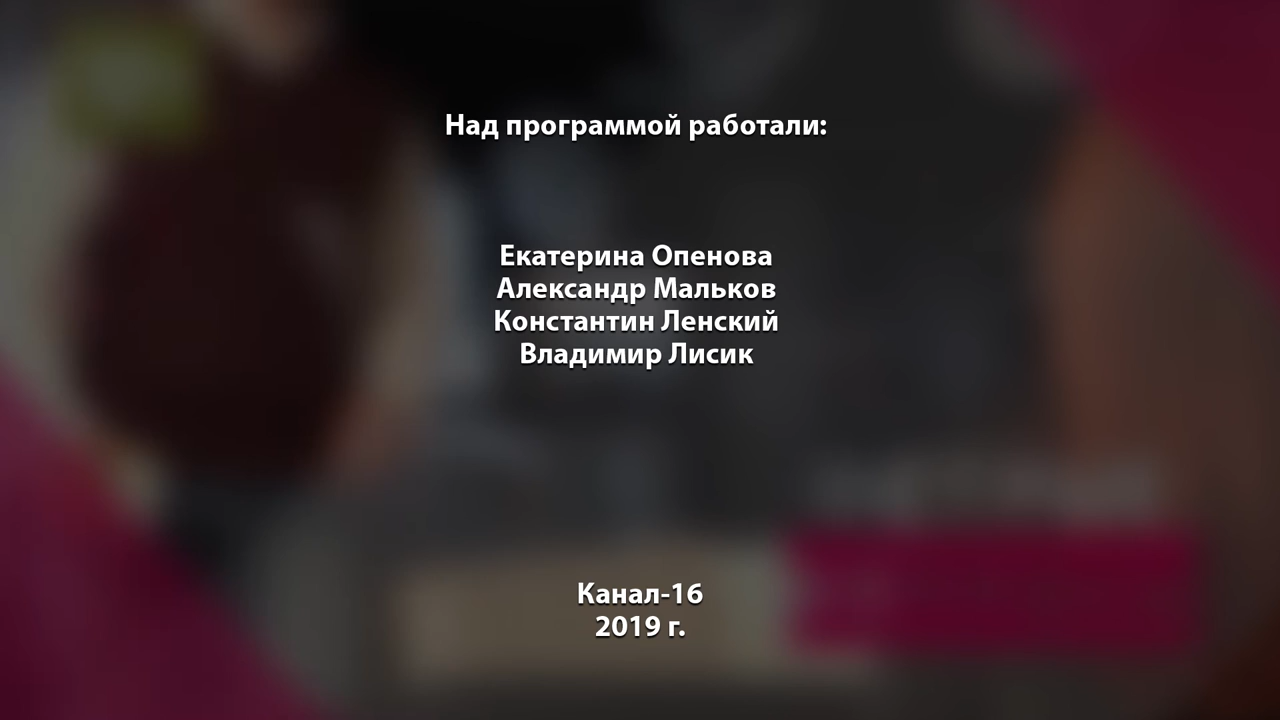 Над программой работали:
Екатерина Опенова
Александр Мальков
Константин Ленский
Владимир Лисик
Канал-16
2019 г.